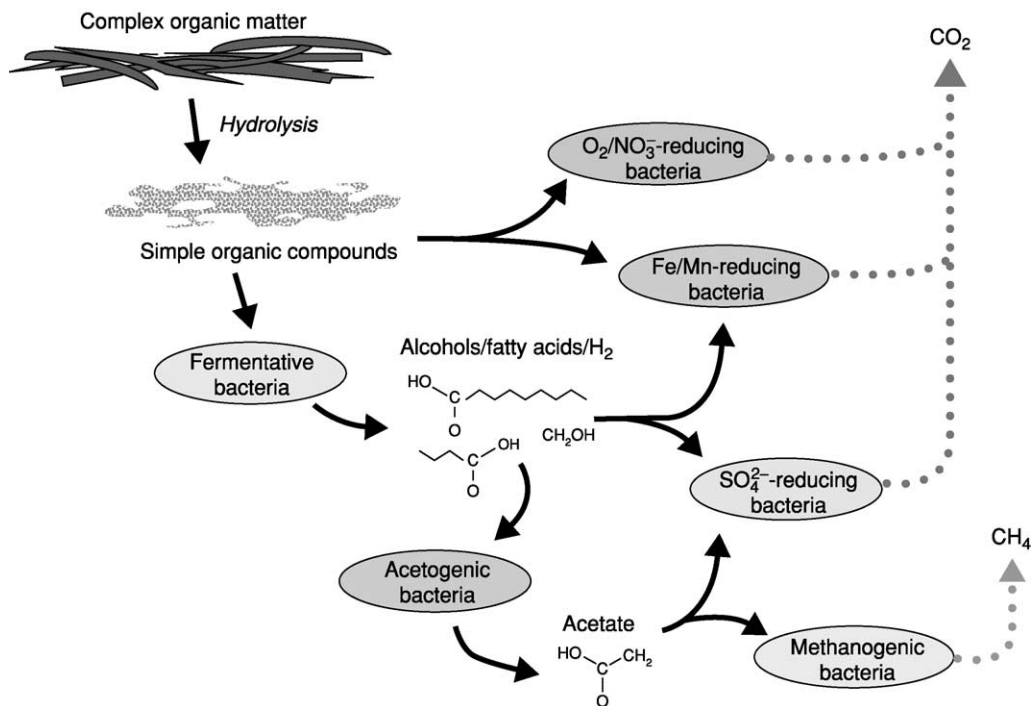 Complex organic matter
CO₂
Hydrolysis
O₂/NO₃⁻-reducing
bacteria
Simple organic compounds
Fe/Mn-reducing
bacteria
Fermentative
bacteria
Alcohols/fatty acids/H₂
HO
C
O
CH₂OH
OH
C
O
SO₄²⁻-reducing
bacteria
CH₄
Acetogenic
bacteria
Acetate
HO
CH₂
C
O
Methanogenic
bacteria